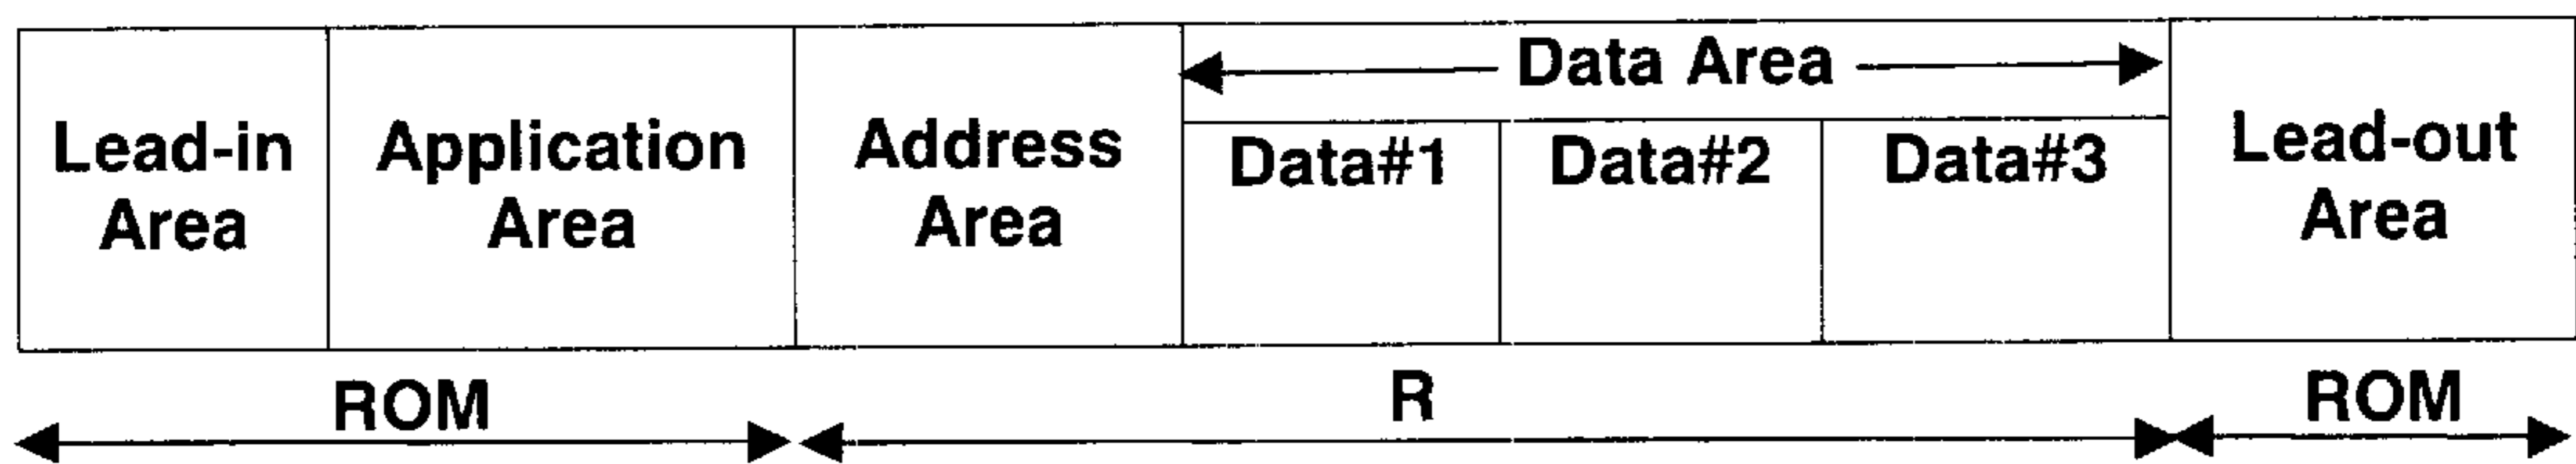 Lead-in
Area
Application
Area
Address
Area
Data Area
Data#1
Data#2
Data#3
Lead-out
Area
ROM
R
ROM